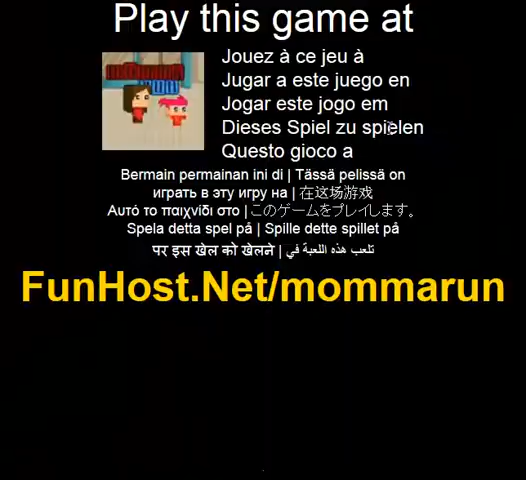 Play this game at
Jouez à ce jeu à
Jugar a este juego en
Jogar este jogo em
Dieses Spiel zu spielen
Questo gioco a
Bermain permainan ini di | Tässä pelissä on
играть в эту игру на | 在这场游戏
Αυτό το παιχνίδι στο | このゲームをプレイします。
Spela detta spel på | Spille dette spillet på
पर इस खेल को खेलने | تلعب هذه اللعبة في
FunHost.Net/mommarun